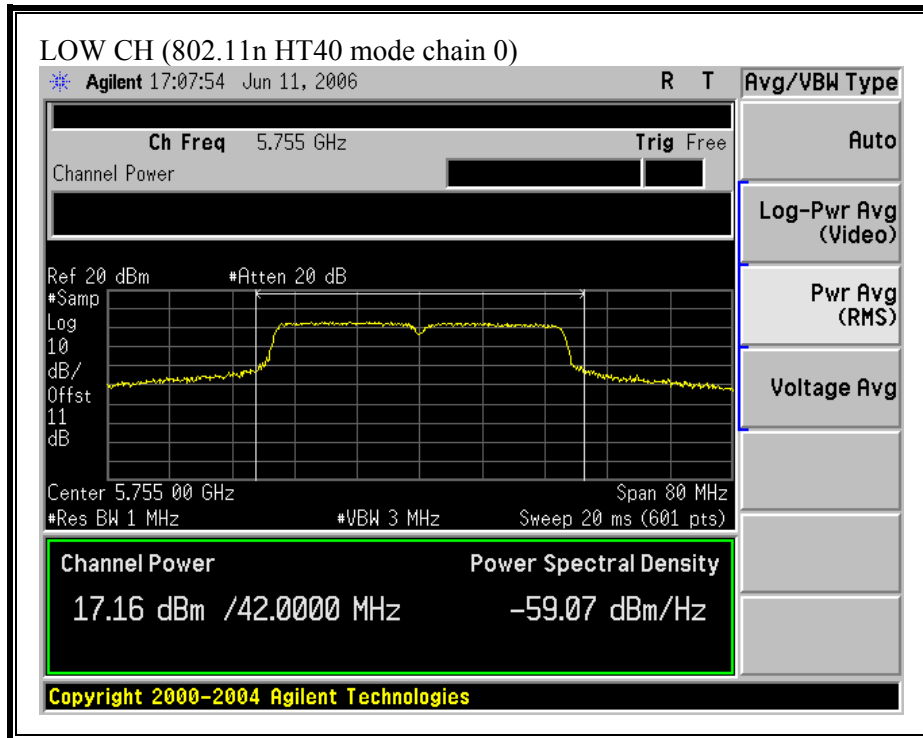 LOW CH (802.11n HT40 mode chain 0)
Agilent 17:07:54 Jun 11, 2006 R T
Avg/VBW Type
Ch Freq 5.755 GHz Trig Free
Channel Power
Auto
Log-Pwr Avg
(Video)
Pwr Avg
(RMS)
Voltage Avg
Ref 20 dBm #Atten 20 dB
#Samp
Log
10
dB/
Offst
11
dB
Center 5.755 00 GHz Span 80 MHz
#Res BW 1 MHz #VBW 3 MHz Sweep 20 ms (601 pts)
Channel Power Power Spectral Density
17.16 dBm /42.0000 MHz -59.07 dBm/Hz
Copyright 2000-2004 Agilent Technologies